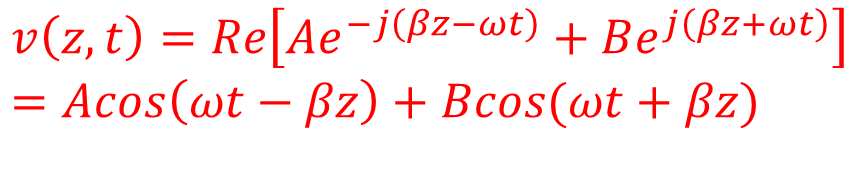 v(z, t) = Re[Ae^{−j(βz−ωt)} + Be^{j(βz+ωt)}]
= Acos(ωt − βz) + Bcos(ωt + βz)